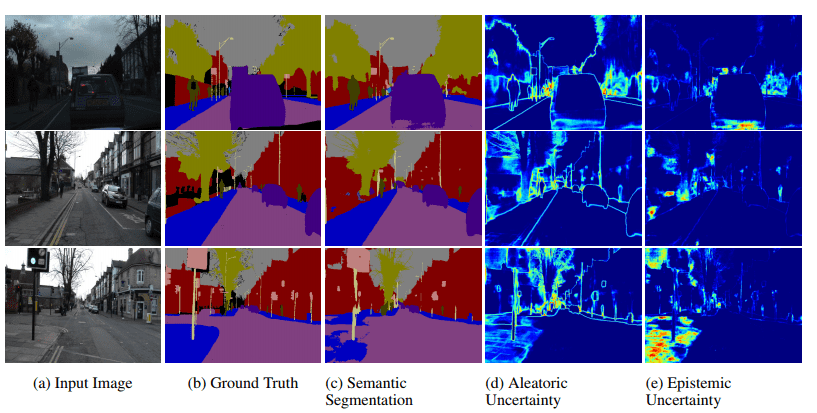 (a) Input Image
(b) Ground Truth
(c) Semantic
Segmentation
(d) Aleatoric
Uncertainty
(e) Epistemic
Uncertainty